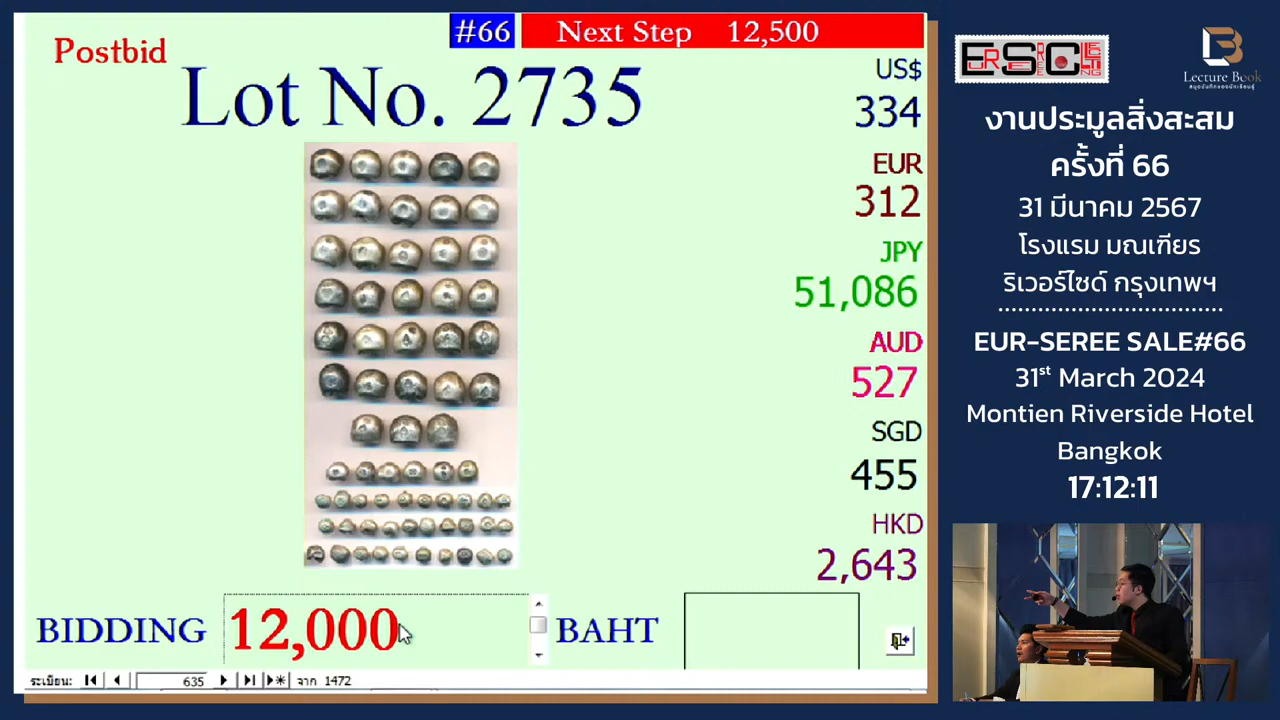 Postbid
#66
Next Step 12,500
Lot No. 2735
US$
334
EUR
312
JPY
51,086
AUD
527
SGD
455
HKD
2,643
BIDDING
12,000
BAHT
ระเบียน:
635
จาก 1472
Lecture Book
งานประมูลสิ่งสะสม
ครั้งที่ 66
31 มีนาคม 2567
โรงแรม มณเฑียร
ริเวอร์ไซด์ กรุงเทพฯ
EUR-SEREE SALE#66
31st March 2024
Montien Riverside Hotel
Bangkok
17:12:11